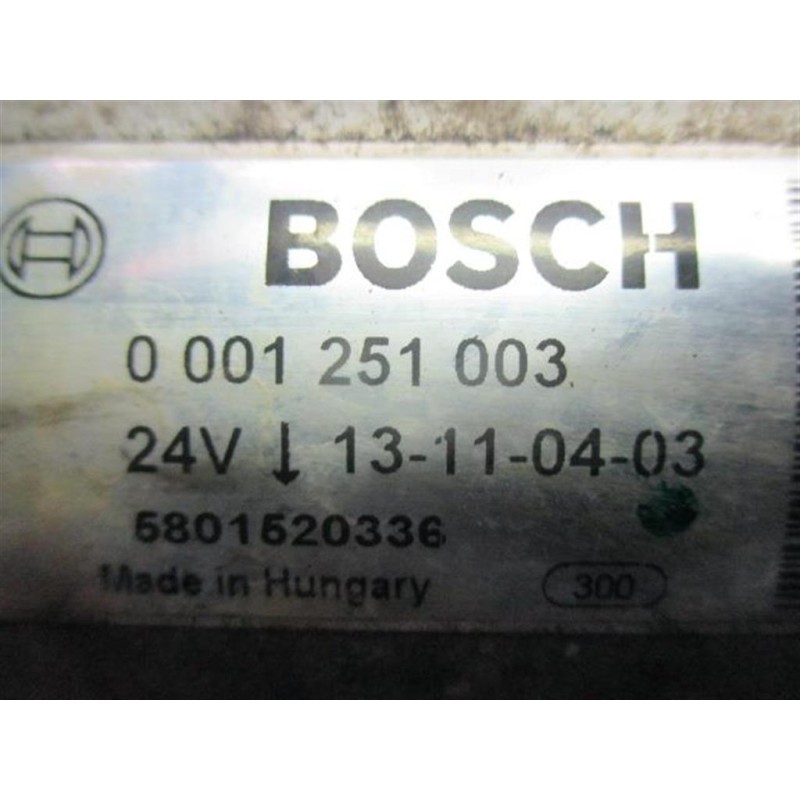 BOSCH
0 001 251 003
24V ↓ 13-11-04-03
5801520336
Made in Hungary 300